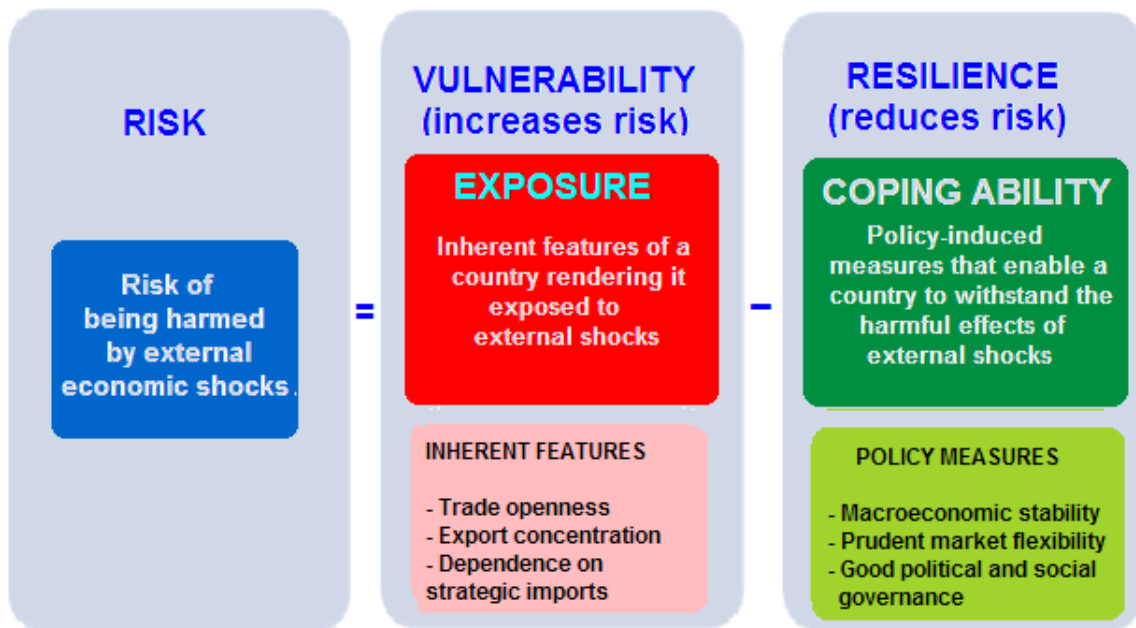 RISK
Risk of
being harmed
by external
economic shocks.
=
VULNERABILITY
(increases risk)
EXPOSURE
Inherent features of a
country rendering it
exposed to
external shocks
INHERENT FEATURES
- Trade openness
- Export concentration
- Dependence on
strategic imports
–
RESILIENCE
(reduces risk)
COPING ABILITY
Policy-induced
measures that enable a
country to withstand the
harmful effects of
external shocks
POLICY MEASURES
- Macroeconomic stability
- Prudent market flexibility
- Good political and social
governance